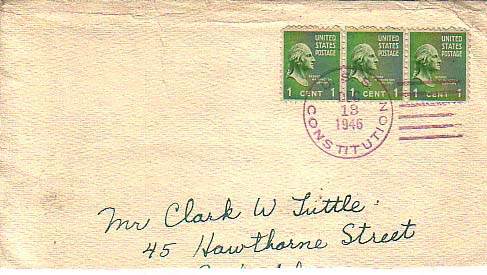 UNITED STATES POSTAGE UNITED STATES POSTAGE UNITED STATES POSTAGE
1 CENT 1 1 CENT 1 1 CENT 1
U.S.S. CONSTITUTION
13
1946
Mr Clark W Tuttle
45 Hawthorne Street